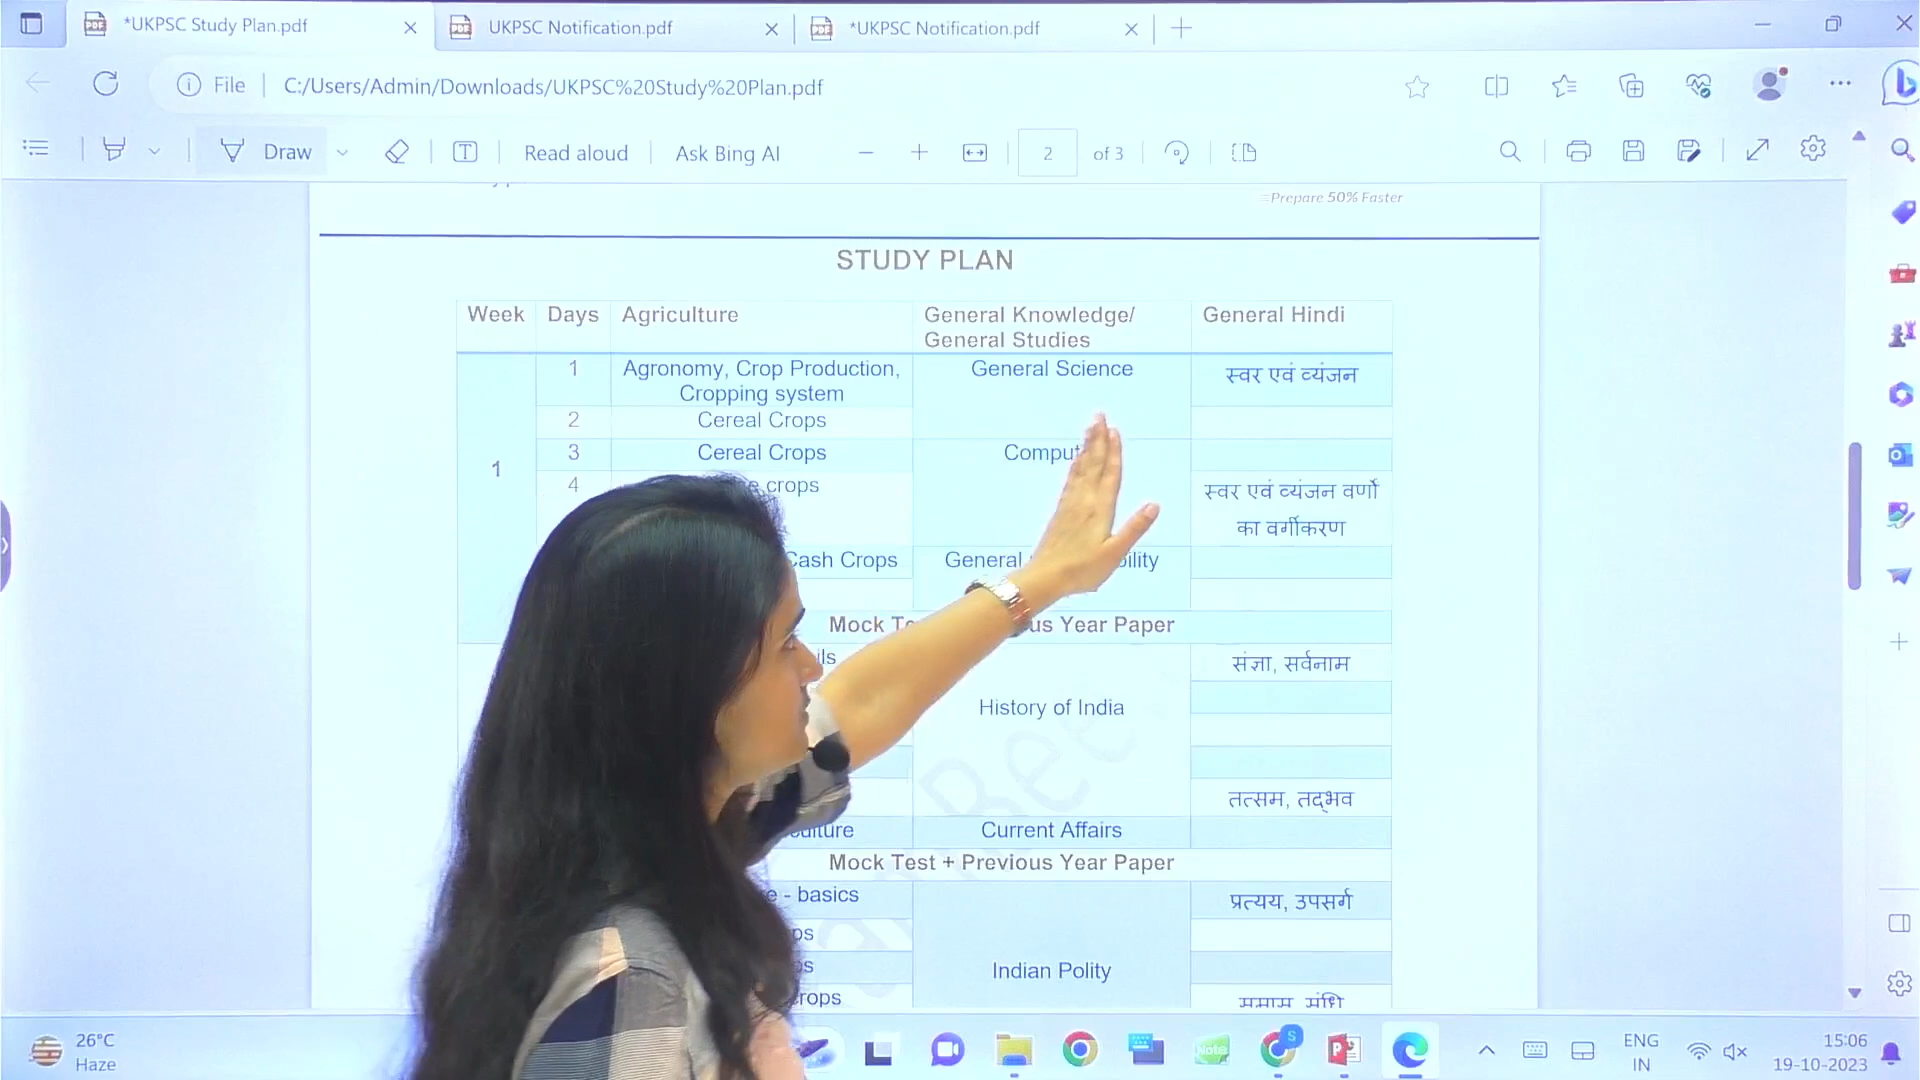 *UKPSC Study Plan.pdf
UKPSC Notification.pdf
*UKPSC Notification.pdf
File
C:/Users/Admin/Downloads/UKPSC%20Study%20Plan.pdf
Draw
Read aloud
Ask Bing AI
2
of 3
Prepare 50% Faster
STUDY PLAN
Week Days Agriculture General Knowledge/ General Hindi
General Studies
1 Agronomy, Crop Production, General Science स्वर एवं व्यंजन
Cropping system
2 Cereal Crops
3 Cereal Crops
1
4 crops स्वर एवं व्यंजन वर्णो
का वर्गीकरण
Cash Crops General
Mock Previous Year Paper
संज्ञा, सर्वनाम
History of India
तत्सम, तद्भव
Current Affairs
Mock Test + Previous Year Paper
- basics प्रत्यय, उपसर्ग
Indian Polity
crops समास संधि
26°C
Haze
Note
ENG
IN
15:06
19-10-2023